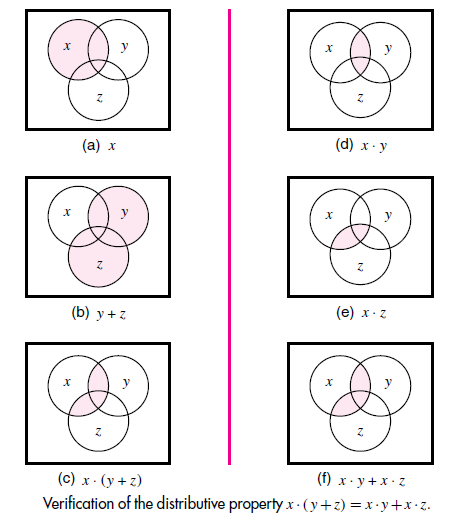 x y
z
(a) x
x y
z
(b) y + z
x y
z
(c) x · (y + z)
x y
z
(d) x · y
x y
z
(e) x · z
x y
z
(f) x · y + x · z
Verification of the distributive property x · (y + z) = x · y + x · z.